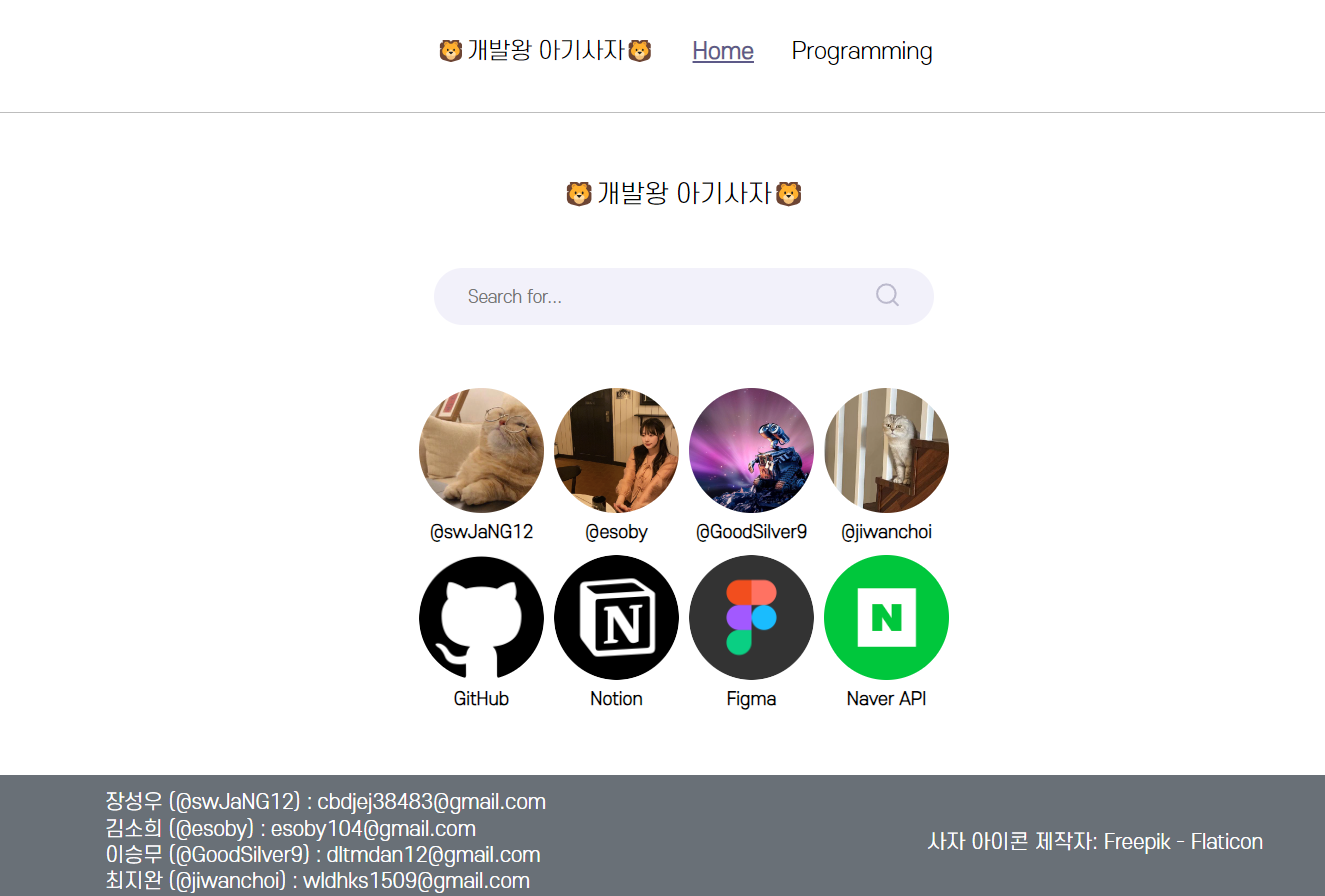 개발왕 아기사자 Home Programming
개발왕 아기사자
Search for...
@swJaNG12 @esoby @GoodSilver9 @jiwanchoi
N N
GitHub Notion Figma Naver API
장성우 (@swJaNG12) : cbdjej38483@gmail.com
김소희 (@esoby) : esoby104@gmail.com
이승무 (@GoodSilver9) : dltmdan12@gmail.com
최지완 (@jiwanchoi) : wldhks1509@gmail.com
사자 아이콘 제작자: Freepik - Flaticon